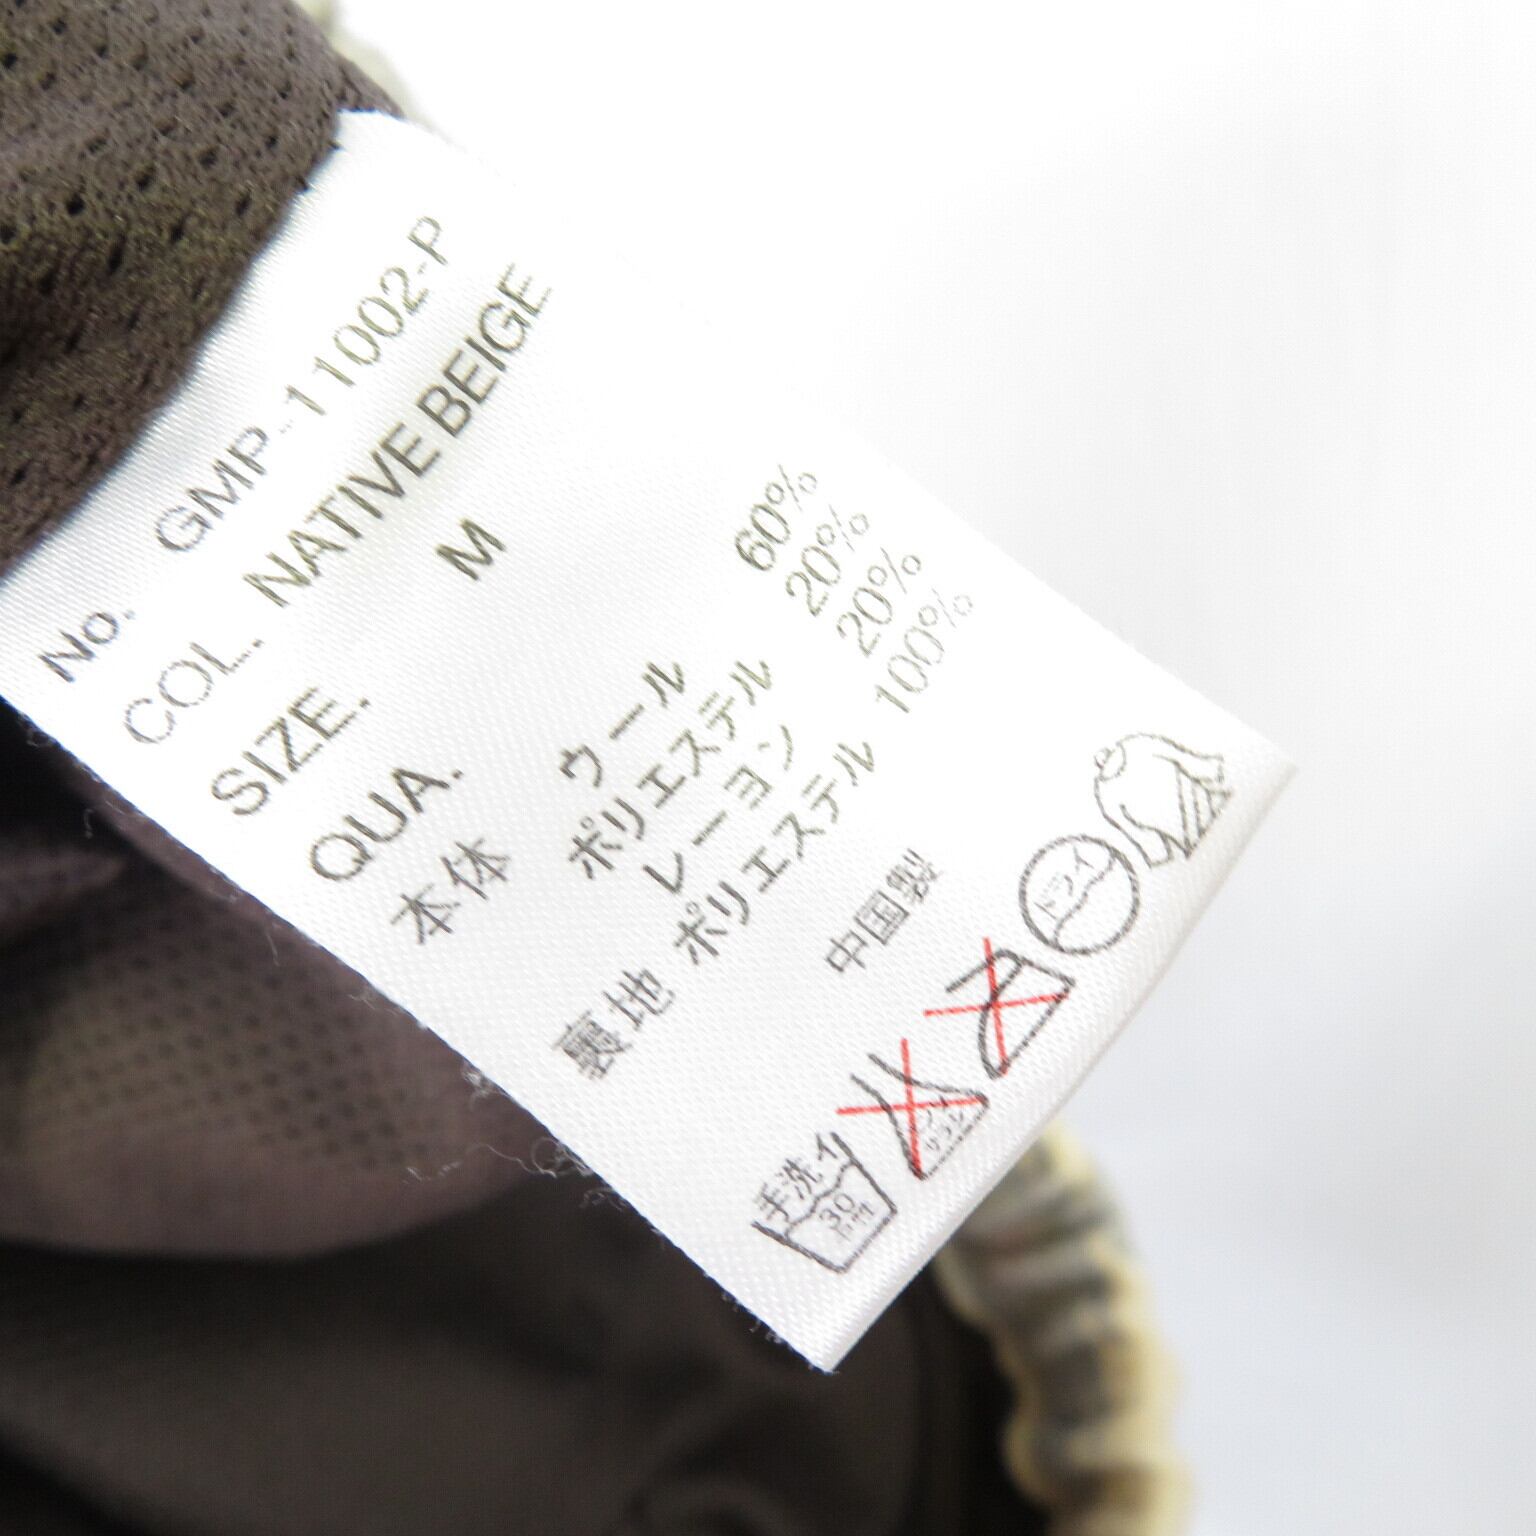 No. GMP-11002-P
COL. NATIVE BEIGE
SIZE. M
QUA.
本体 ウール 60%
ポリエステル 20%
レーヨン 20%
裏地 ポリエステル 100%
中国製
手洗イ
30
ドライ